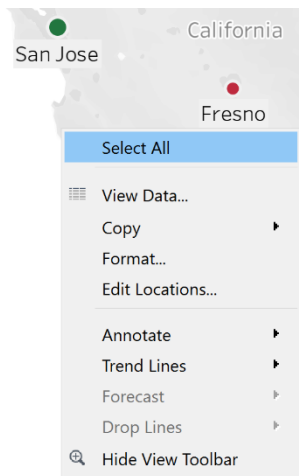 California
San Jose
Fresno
Select All
View Data...
Copy
Format...
Edit Locations...
Annotate
Trend Lines
Forecast
Drop Lines
Hide View Toolbar